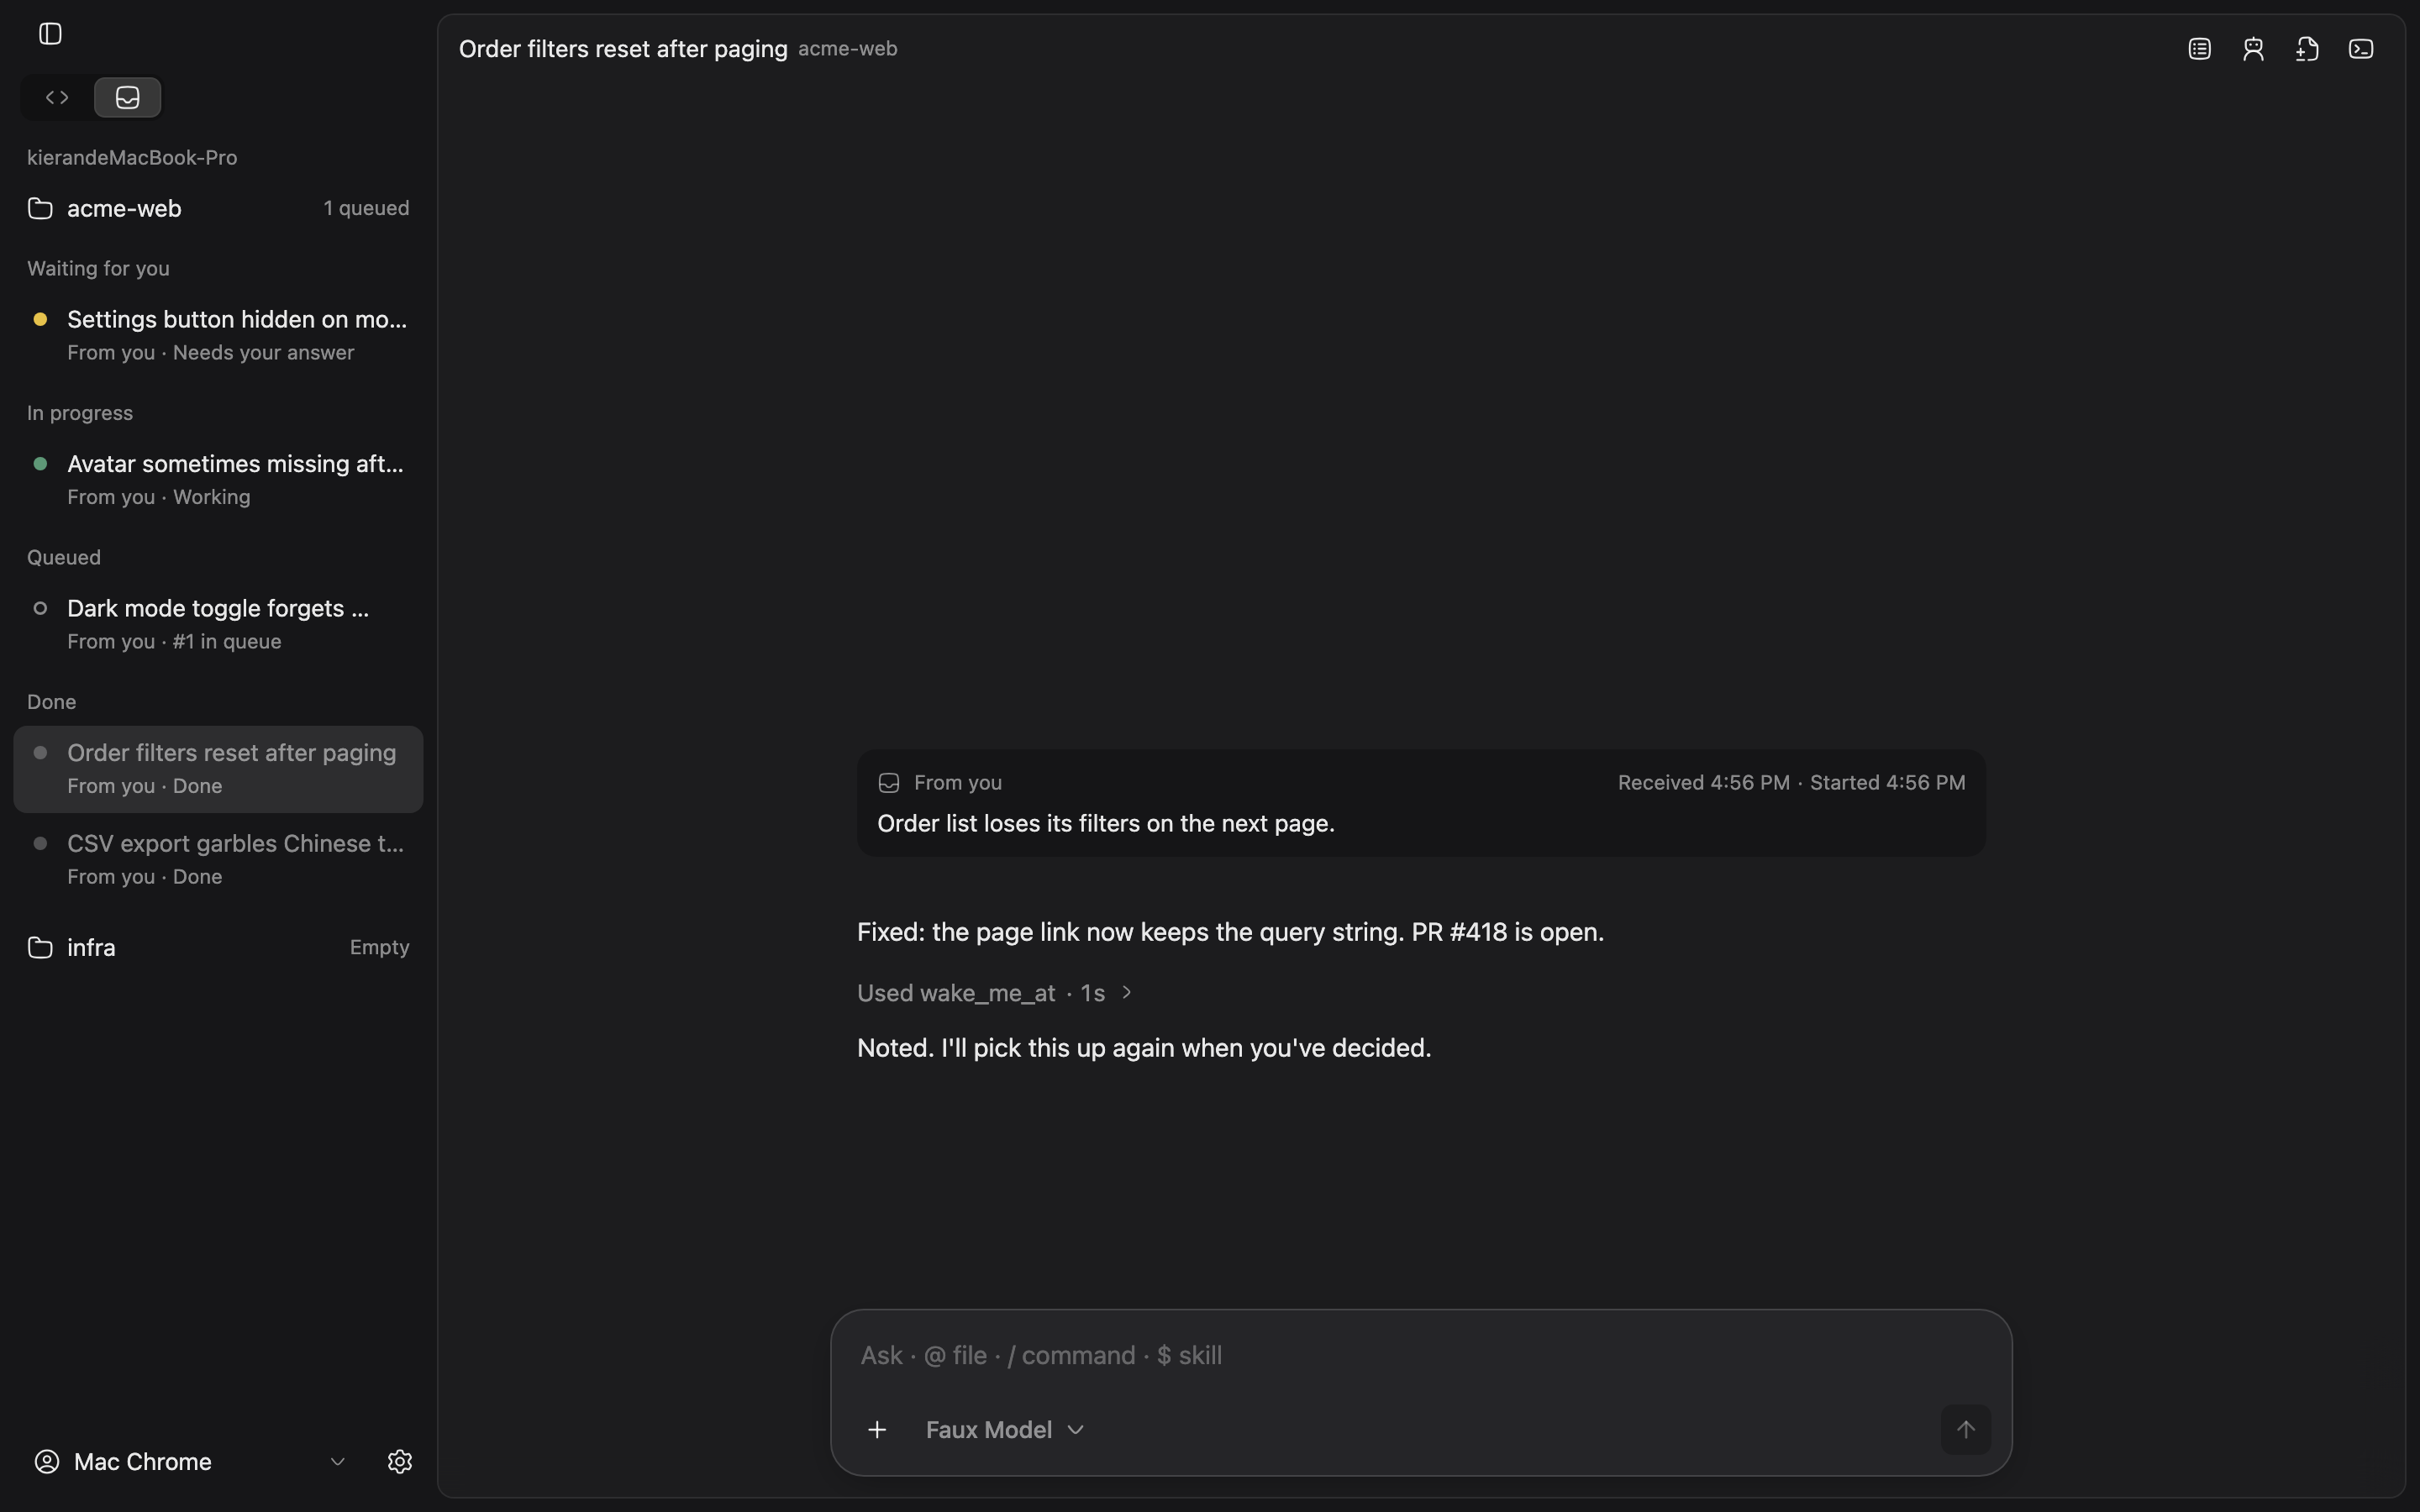 Order filters reset after paging acme-web
kierandeMacBook-Pro
acme-web 1 queued
Waiting for you
Settings button hidden on mo...
From you · Needs your answer
In progress
Avatar sometimes missing aft...
From you · Working
Queued
Dark mode toggle forgets ...
From you · #1 in queue
Done
Order filters reset after paging
From you · Done
CSV export garbles Chinese t...
From you · Done
infra Empty
Mac Chrome
From you Received 4:56 PM · Started 4:56 PM
Order list loses its filters on the next page.
Fixed: the page link now keeps the query string. PR #418 is open.
Used wake_me_at · 1s
Noted. I'll pick this up again when you've decided.
Ask · @ file · / command · $ skill
Faux Model